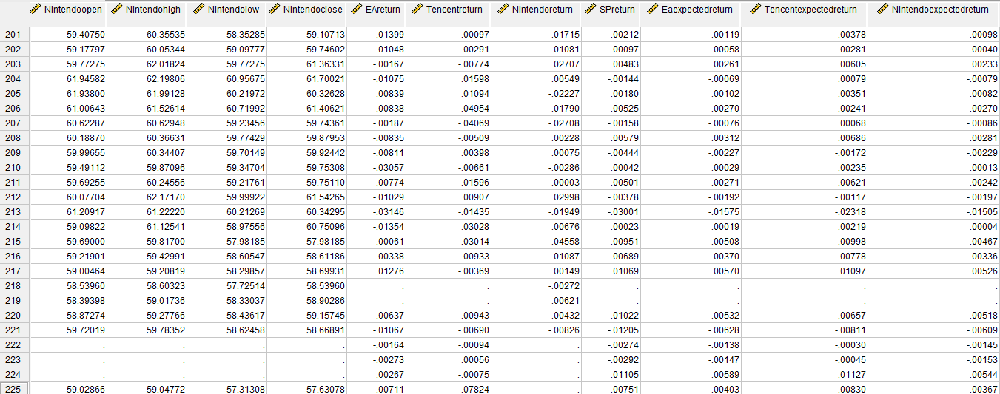 Nintendoopen Nintendohigh Nintendolow Nintendoclose EAreturn Tencentreturn Nintendoreturn SPreturn Eaexpectedreturn Tencentexpectedreturn Nintendoexpectedreturn
201 59.40750 60.35535 58.35285 59.10713 .01399 -.00097 .01715 .00212 .00119 .00378 .00098
202 59.17797 60.05344 59.09777 59.74602 .01048 .00291 .01081 .00097 .00058 .00281 .00040
203 59.77275 62.01824 59.77275 61.36331 -.00167 -.00774 .02707 .00483 .00261 .00605 .00233
204 61.94582 62.19806 60.95675 61.70021 -.01075 .01598 .00549 -.00144 -.00069 .00079 -.00079
205 61.93800 61.99128 60.21972 60.32628 .00839 .01094 -.02227 .00180 .00102 .00351 .00082
206 61.00643 61.52614 60.71992 61.40621 -.00838 .04954 .01790 -.00525 -.00270 -.00241 -.00270
207 60.62287 60.62948 59.23456 59.74361 -.00187 -.04069 -.02708 -.00158 -.00076 .00068 -.00086
208 60.18870 60.36631 59.77429 59.87953 -.00835 -.00509 .00228 .00579 .00312 .00686 .00281
209 59.99655 60.34407 59.70149 59.92442 -.00811 .00398 .00075 -.00444 -.00227 -.00172 -.00229
210 59.49112 59.87096 59.34704 59.75308 -.03057 -.00661 -.00286 .00042 .00029 .00235 .00013
211 59.69255 60.24556 59.21761 59.75110 -.00774 -.01596 -.00003 .00501 .00271 .00621 .00242
212 60.07704 62.17170 59.99922 61.54265 -.01029 .00907 .02998 -.00378 -.00192 -.00117 -.00197
213 61.20917 61.22220 60.21269 60.34295 -.03146 -.01435 -.01949 -.03001 -.01575 -.02318 -.01505
214 59.09822 61.12541 58.97556 60.75096 -.01354 .03028 .00676 .00023 .00019 .00219 .00004
215 59.69000 59.81700 57.98185 57.98185 -.00061 .03014 -.04558 .00951 .00508 .00998 .00467
216 59.21901 59.42991 58.60547 58.61186 -.00338 -.00933 .01087 .00689 .00370 .00778 .00336
217 59.00464 59.20819 58.29857 58.69931 .01276 -.00369 .00149 .01069 .00570 .01097 .00526
218 58.53960 58.60323 57.72514 58.53960 . . -.00272 . . . .
219 58.39398 59.01736 58.33037 58.90286 . . .00621 . . . .
220 58.87274 59.27766 58.43617 59.15745 -.00637 -.00943 .00432 -.01022 -.00532 -.00657 -.00518
221 59.72019 59.78352 58.62458 58.66891 -.01067 -.00690 -.00826 -.01205 -.00628 -.00811 -.00609
222 . . . . -.00164 -.00094 . -.00274 -.00138 -.00030 -.00145
223 . . . . -.00273 .00056 . -.00292 -.00147 -.00045 -.00153
224 . . . . .00267 -.00075 . .01105 .00589 .01127 .00544
225 59.02866 59.04772 57.31308 57.63078 -.00711 -.07824 . .00751 .00403 .00830 .00367